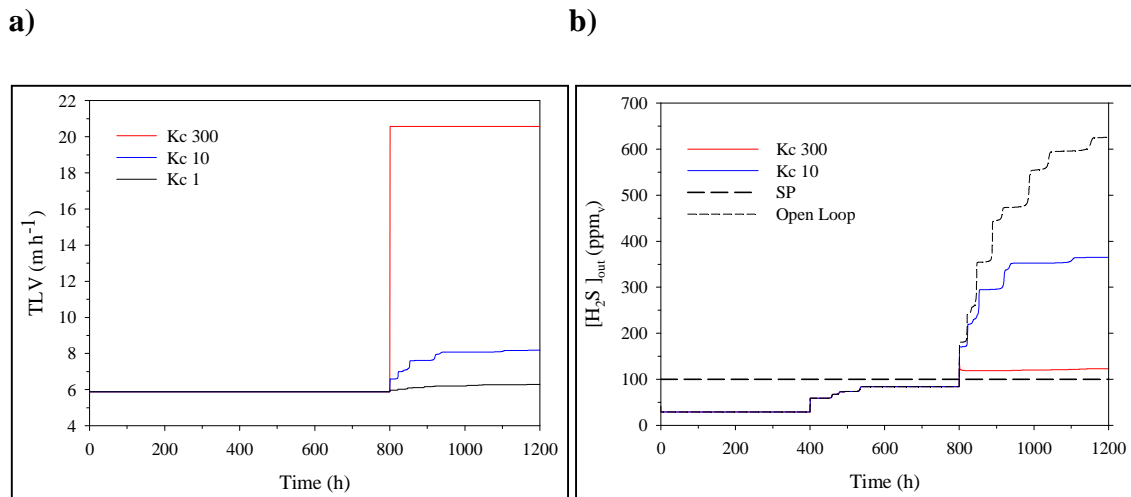 a)
b)
22
20
18
16
14
12
10
8
6
4
TLV (m h⁻¹)
Kc 300
Kc 10
Kc 1
0 200 400 600 800 1000 1200
Time (h)
700
600
500
400
300
200
100
0
[H₂S ]out (ppmᵥ)
Kc 300
Kc 10
SP
Open Loop
0 200 400 600 800 1000 1200
Time (h)